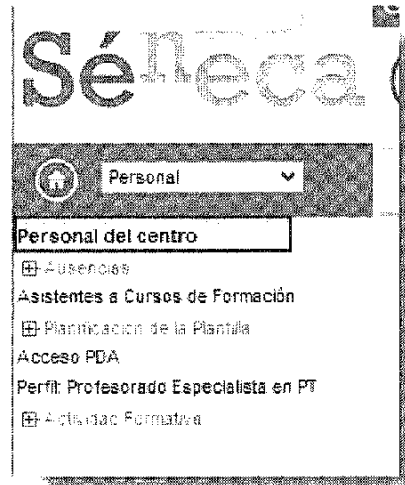 Séneca
Personal
Personal del centro
Ausencias
Asistentes a Cursos de Formación
Planificación de la Plantilla
Acceso PDA
Perfil: Profesorado Especialista en PT
Actividad Formativa